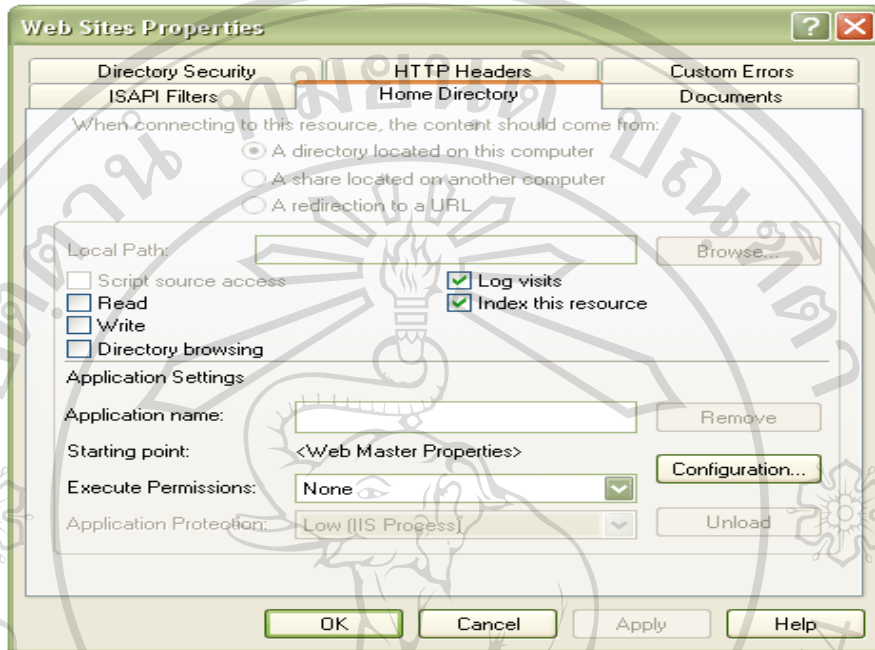 Web Sites Properties
Directory Security HTTP Headers Custom Errors
ISAPI Filters Home Directory Documents
When connecting to this resource, the content should come from:
A directory located on this computer
A share located on another computer
A redirection to a URL
Local Path: Browse...
Script source access Log visits
Read Index this resource
Write
Directory browsing
Application Settings
Application name: Remove
Starting point: <Web Master Properties>
Configuration...
Execute Permissions: None
Application Protection: Low (IIS Process) Unload
OK Cancel Apply Help